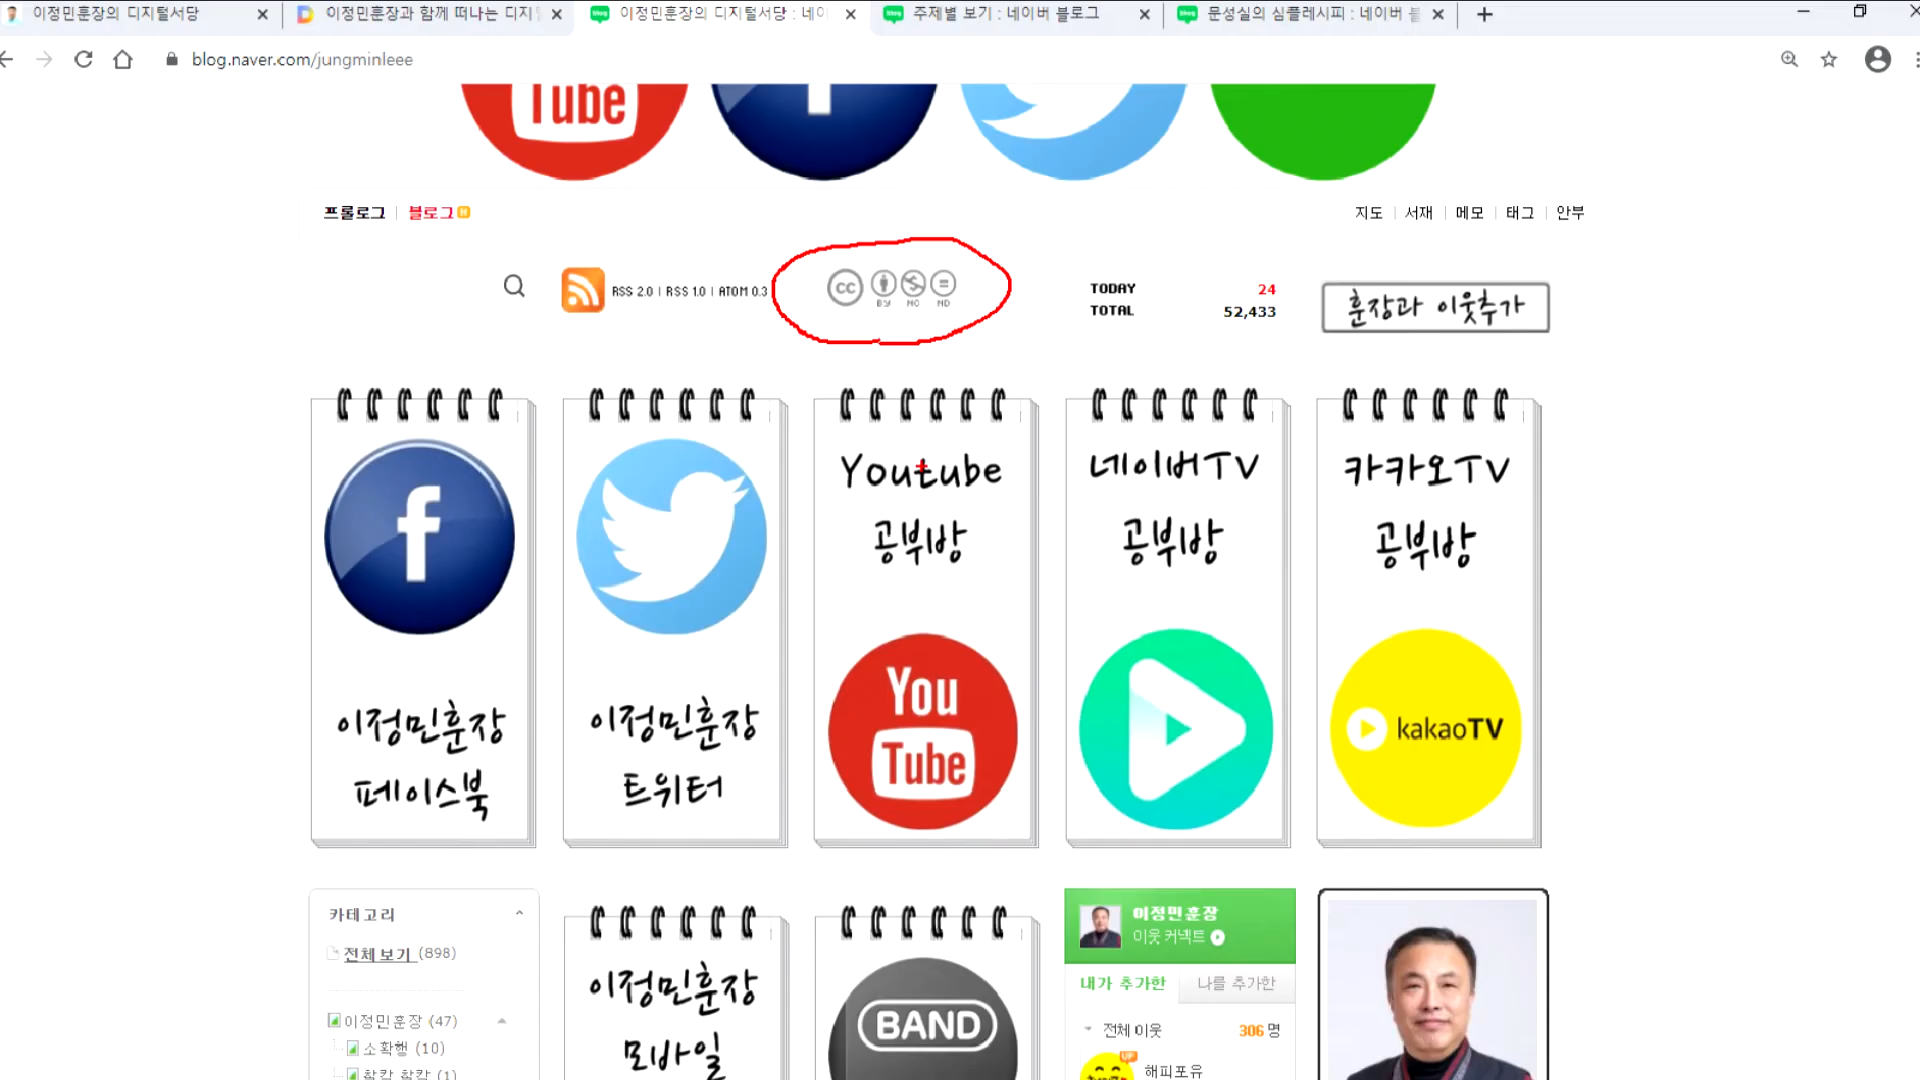 이정민훈장의 디지털서당
이정민훈장과 함께 떠나는 디지털
이정민훈장의 디지털서당 : 네이
주제별 보기 : 네이버 블로그
문성실의 심플레시피 : 네이버 블
blog.naver.com/jungminleee
Tube
프롤로그
블로그
지도
서재
메모
태그
안부
RSS 2.0 | RSS 1.0 | ATOM 0.3
CC
BY
NC
ND
TODAY 24
TOTAL 52,433
훈장과 이웃추가
이정민훈장
페이스북
이정민훈장
트위터
Youtube
공부방
You
Tube
네이버TV
공부방
카카오TV
공부방
kakaoTV
카테고리
전체보기 (898)
이정민훈장 (47)
소확행 (10)
찰칵 찰칵 (1)
이정민훈장
모바일
BAND
이정민훈장
이웃 커넥트
내가 추가한
나를 추가한
전체 이웃 306 명
UP
해피포유